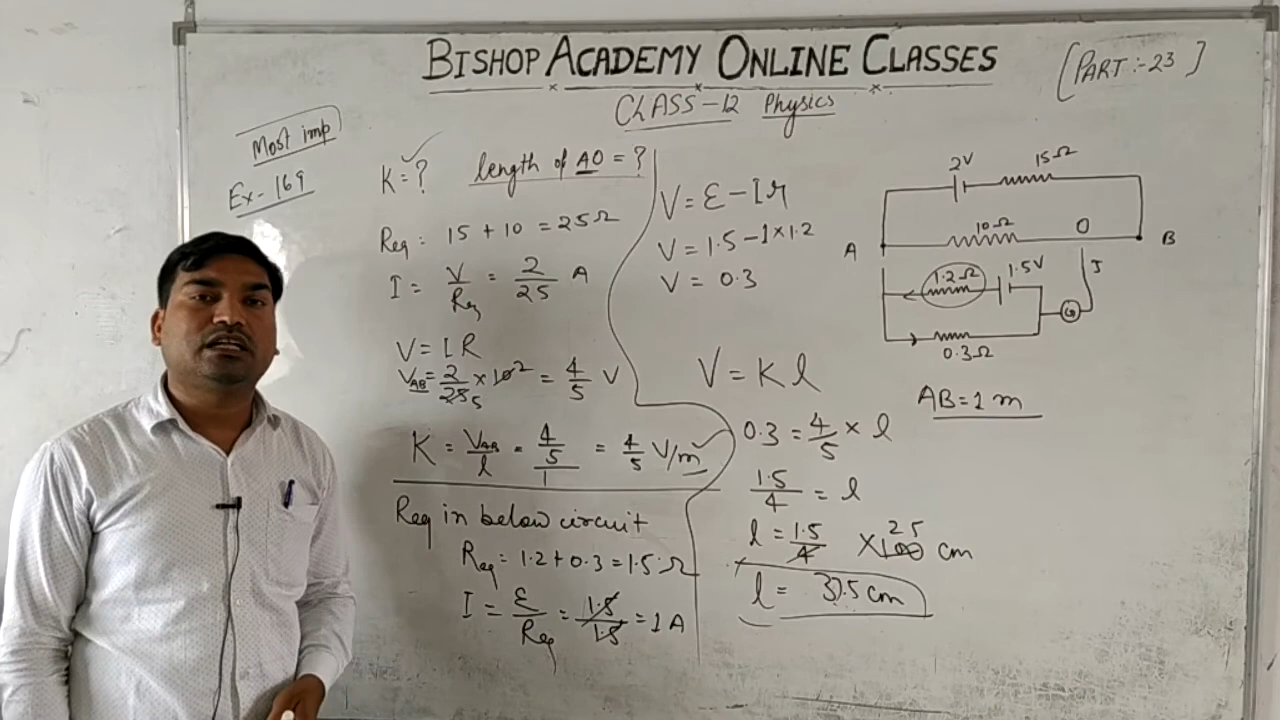 BISHOP ACADEMY ONLINE CLASSES
[PART:-23]
CLASS-12 Physics
Most imp
Ex-169
K=? length of AO = ?
Req = 15 + 10 = 25Ω
I = V/Req = 2/25 A
V = IR
VAB = 2/25 5 × 10 2 = 4/5 V
K = VAB/l = 4/5/1 = 4/5 V/m
Req in below circuit
Req = 1.2 + 0.3 = 1.5 Ω
I = Ɛ/Req = 1.5/1.5 = 1 A
V = Ɛ - Ir
V = 1.5 - 1 × 1.2
V = 0.3
V = K l
0.3 = 4/5 × l
1.5/4 = l
l = 1.5/4 × 100 25 cm
l = 37.5 cm
2V 15Ω
10Ω O
A B
1.2Ω 1.5V J
G
0.3Ω
AB = 1 m